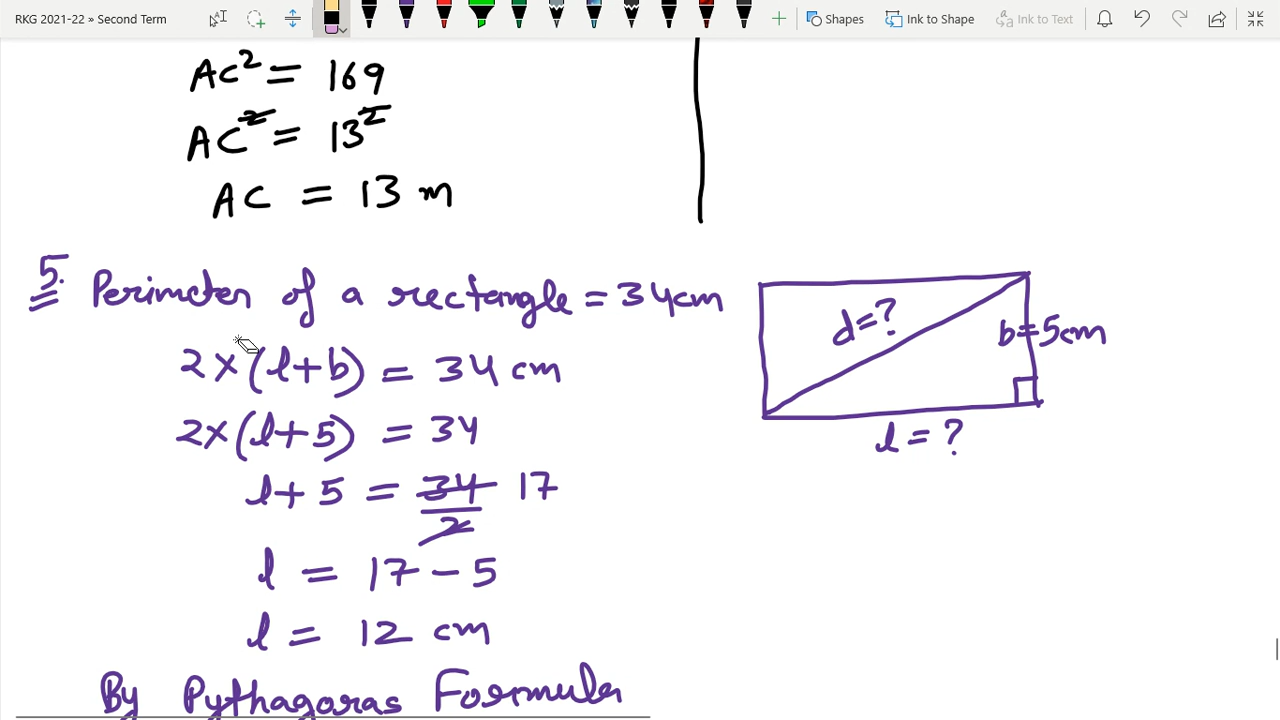 RKG 2021-22 » Second Term
Shapes
Ink to Shape
Ink to Text
AC² = 169
AC² = 13²
AC = 13 m
5. Perimeter of a rectangle = 34cm
2×(l+b) = 34 cm
2×(l+5) = 34
l+5 = 34/2 17
l = 17 - 5
l = 12 cm
By Pythagoras Formula
d=?
b=5cm
l = ?